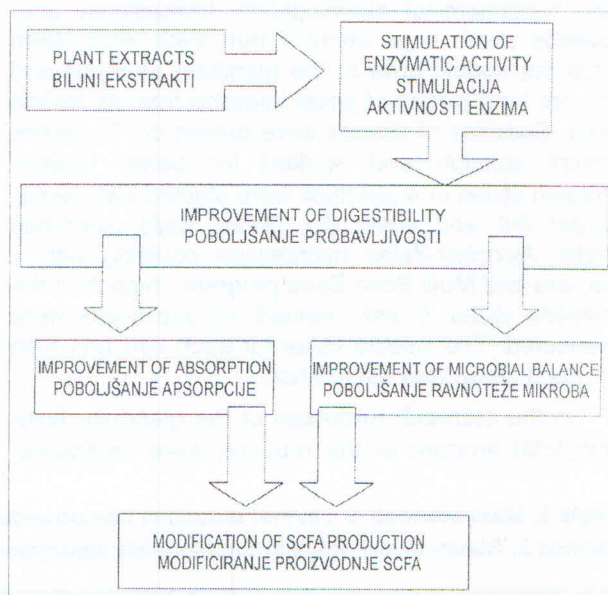 PLANT EXTRACTS
BILJNI EKSTRAKTI
STIMULATION OF
ENZYMATIC ACTIVITY
STIMULACIJA
AKTIVNOSTI ENZIMA
IMPROVEMENT OF DIGESTIBILITY
POBOLJŠANJE PROBAVLJIVOSTI
IMPROVEMENT OF ABSORPTION
POBOLJŠANJE APSORPCIJE
IMPROVEMENT OF MICROBIAL BALANCE
POBOLJŠANJE RAVNOTEŽE MIKROBA
MODIFICATION OF SCFA PRODUCTION
MODIFICIRANJE PROIZVODNJE SCFA